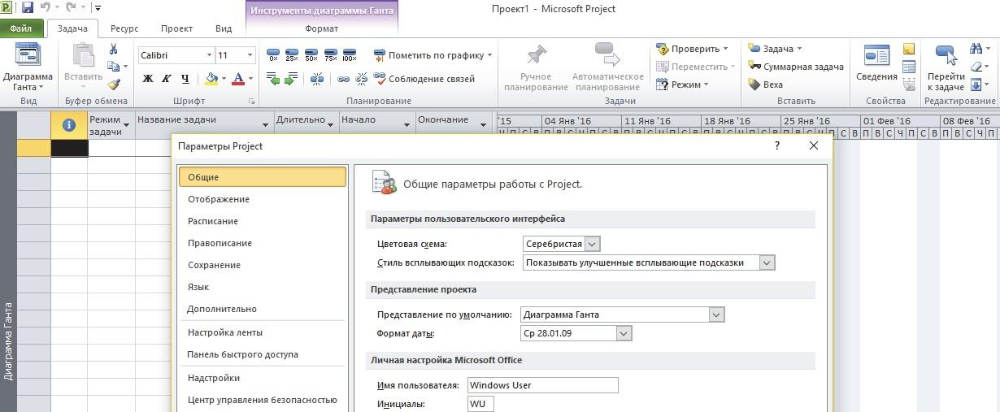 Инструменты диаграммы Ганта
Проект1 - Microsoft Project
Файл Задача Ресурс Проект Вид Формат
Диаграмма Ганта
Вставить
Calibri 11
Ж К Ч А
0% 25% 50% 75% 100%
Пометить по графику
Соблюдение связей
Ручное планирование
Автоматическое планирование
Проверить
Переместить
Режим
Задача
Суммарная задача
Веха
Сведения
Перейти к задаче
Вид Буфер обмена Шрифт Планирование Задачи Вставить Свойства Редактирование
Режим задачи Название задачи Длительно Начало Окончание
'15 04 Янв '16 11 Янв '16 18 Янв '16 25 Янв '16 01 Фев '16 08 Фев '16
Ч П С В П В С Ч П С В П В С Ч П С В П В С Ч П С В П В С Ч П С В П В С Ч П С В П В С Ч П
Параметры Project ?
Общие
Отображение
Расписание
Правописание
Сохранение
Язык
Дополнительно
Настройка ленты
Панель быстрого доступа
Надстройки
Центр управления безопасностью
Общие параметры работы с Project.
Параметры пользовательского интерфейса
Цветовая схема: Серебристая
Стиль всплывающих подсказок: Показывать улучшенные всплывающие подсказки
Представление проекта
Представление по умолчанию: Диаграмма Ганта
Формат даты: Ср 28.01.09
Личная настройка Microsoft Office
Имя пользователя: Windows User
Инициалы: WU
Диаграмма Ганта